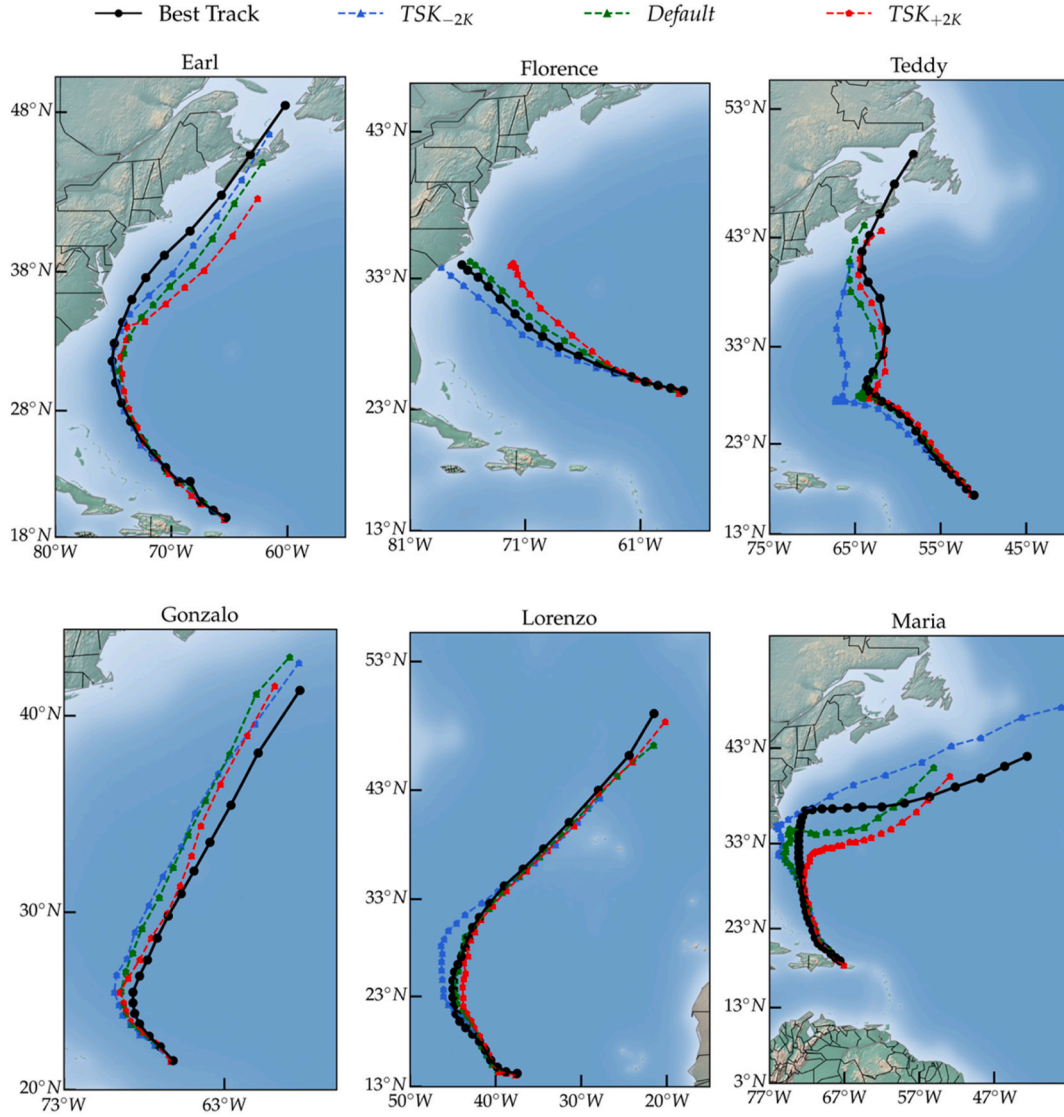 Best Track TSK−2K Default TSK+2K
Earl Florence Teddy
48°N
38°N
28°N
18°N
80°W 70°W 60°W
43°N
33°N
23°N
13°N
81°W 71°W 61°W
53°N
43°N
33°N
23°N
13°N
75°W 65°W 55°W 45°W
Gonzalo Lorenzo Maria
40°N
30°N
20°N
73°W 63°W
53°N
43°N
33°N
23°N
13°N
50°W 40°W 30°W 20°W
43°N
33°N
23°N
13°N
3°N
77°W 67°W 57°W 47°W